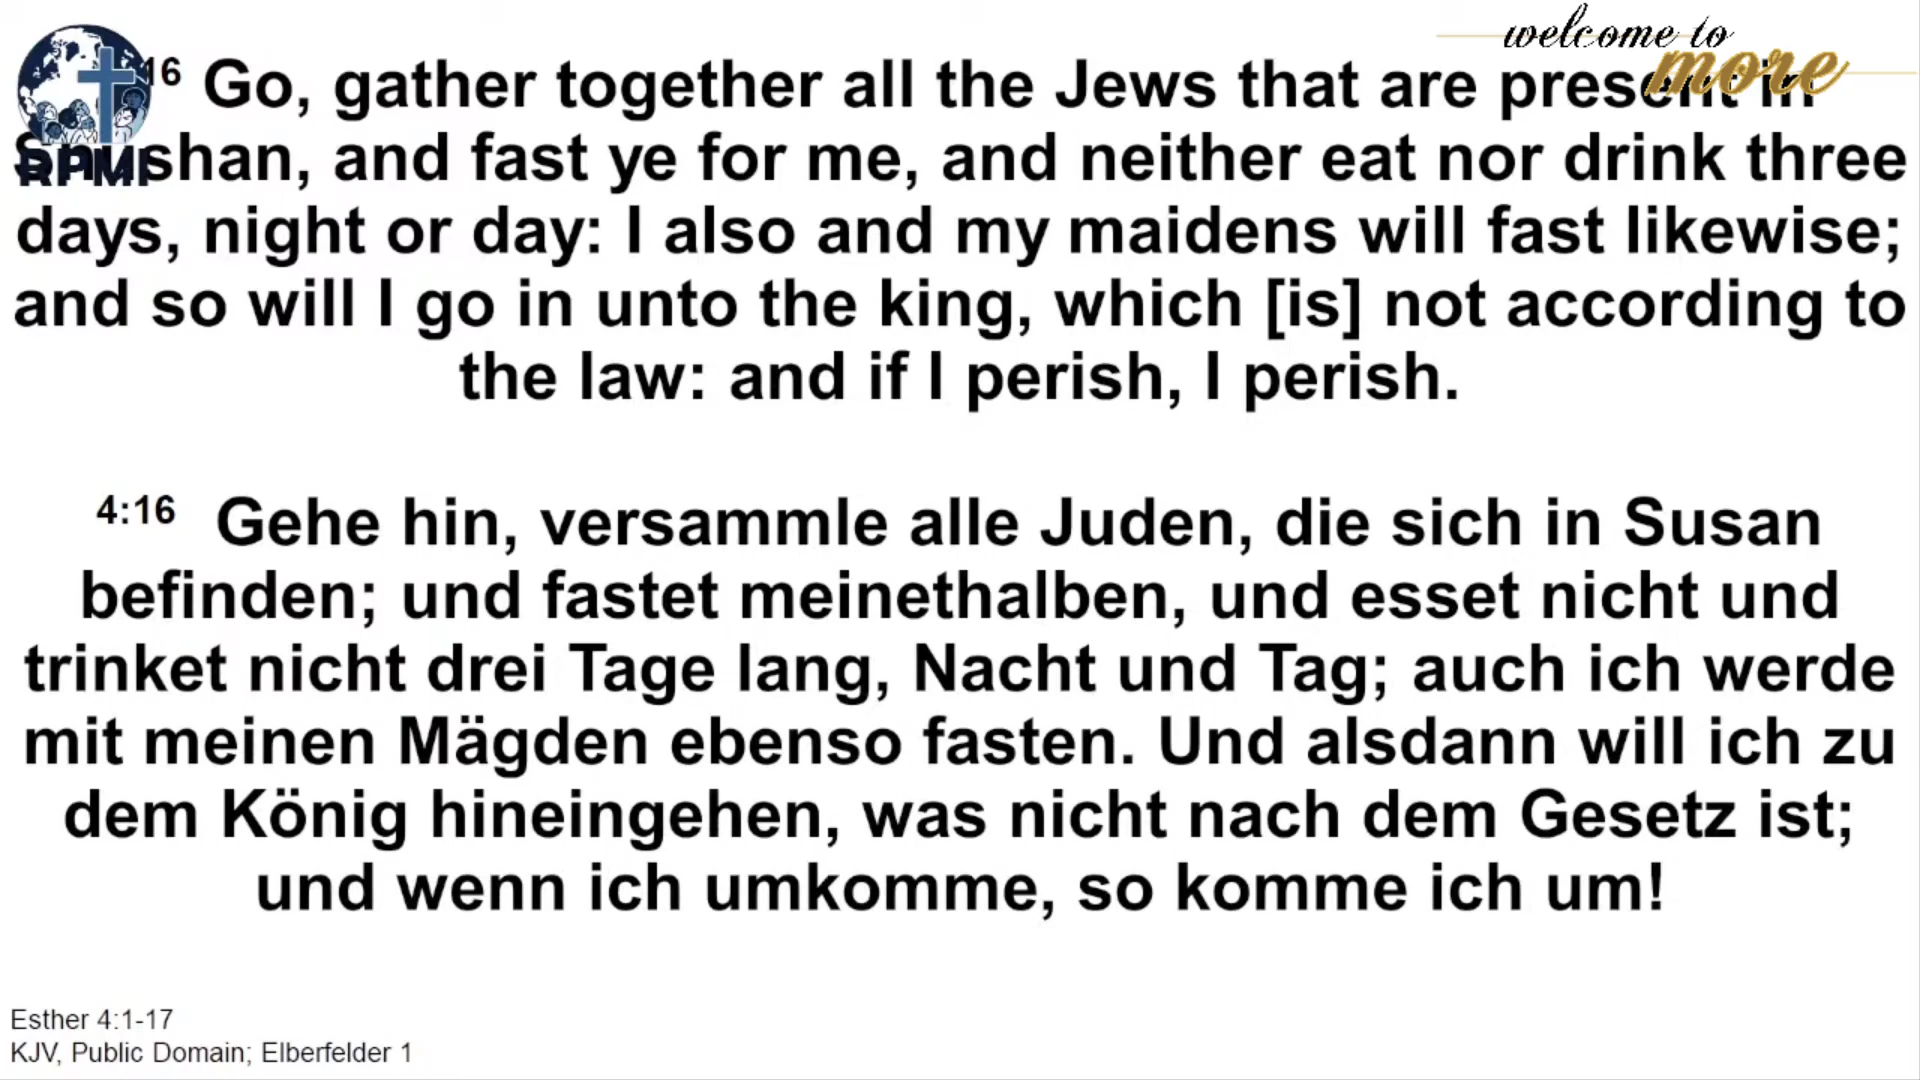 welcome to
more
16 Go, gather together all the Jews that are present in
Shushan, and fast ye for me, and neither eat nor drink three
RPMI
days, night or day: I also and my maidens will fast likewise;
and so will I go in unto the king, which [is] not according to
the law: and if I perish, I perish.
4:16 Gehe hin, versammle alle Juden, die sich in Susan
befinden; und fastet meinethalben, und esset nicht und
trinket nicht drei Tage lang, Nacht und Tag; auch ich werde
mit meinen Mägden ebenso fasten. Und alsdann will ich zu
dem König hineingehen, was nicht nach dem Gesetz ist;
und wenn ich umkomme, so komme ich um!
Esther 4:1-17
KJV, Public Domain; Elberfelder 1